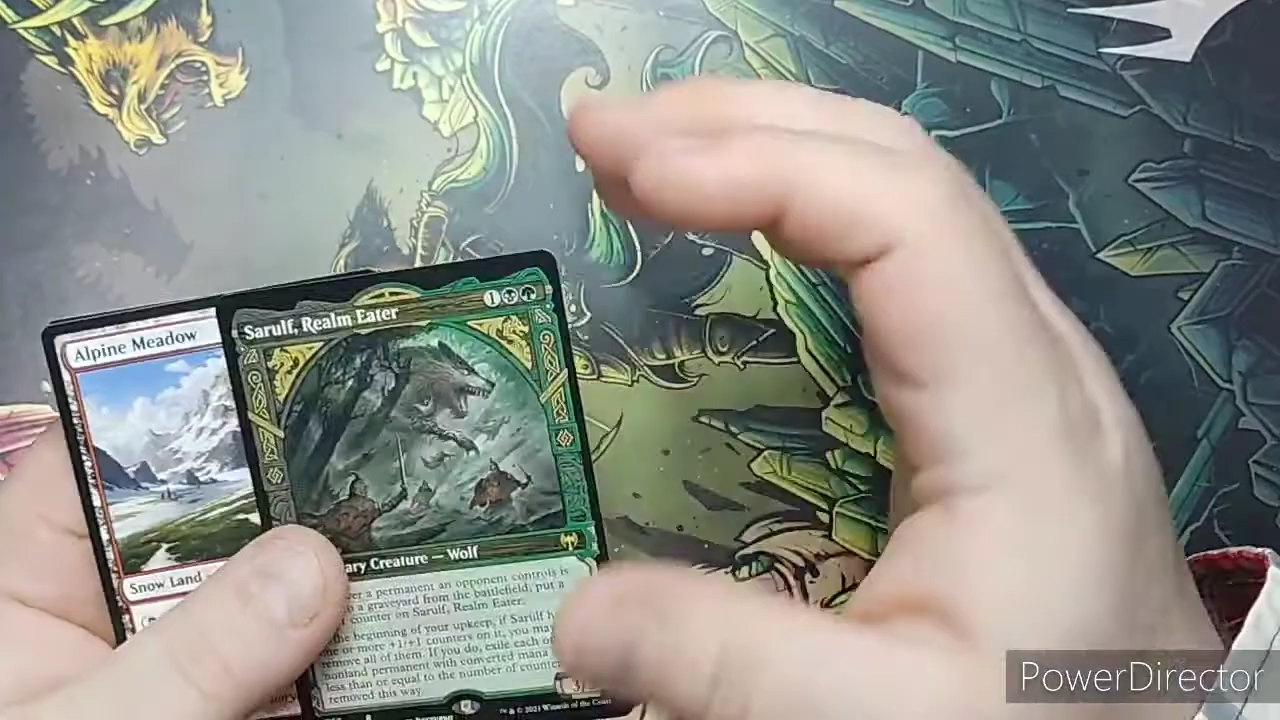 Alpine Meadow
Snow Land
Sarulf, Realm Eater
1
ary Creature — Wolf
er a permanent an opponent controls is
a graveyard from the battlefield, put a
counter on Sarulf, Realm Eater.
the beginning of your upkeep, if Sarulf h
ne or more +1/+1 counters on it, you ma
remove all of them. If you do, exile each o
nonland permanent with converted mana
less than or equal to the number of counter
removed this way.
3
™ & © 2021 Wizards of the Coast
PowerDirector